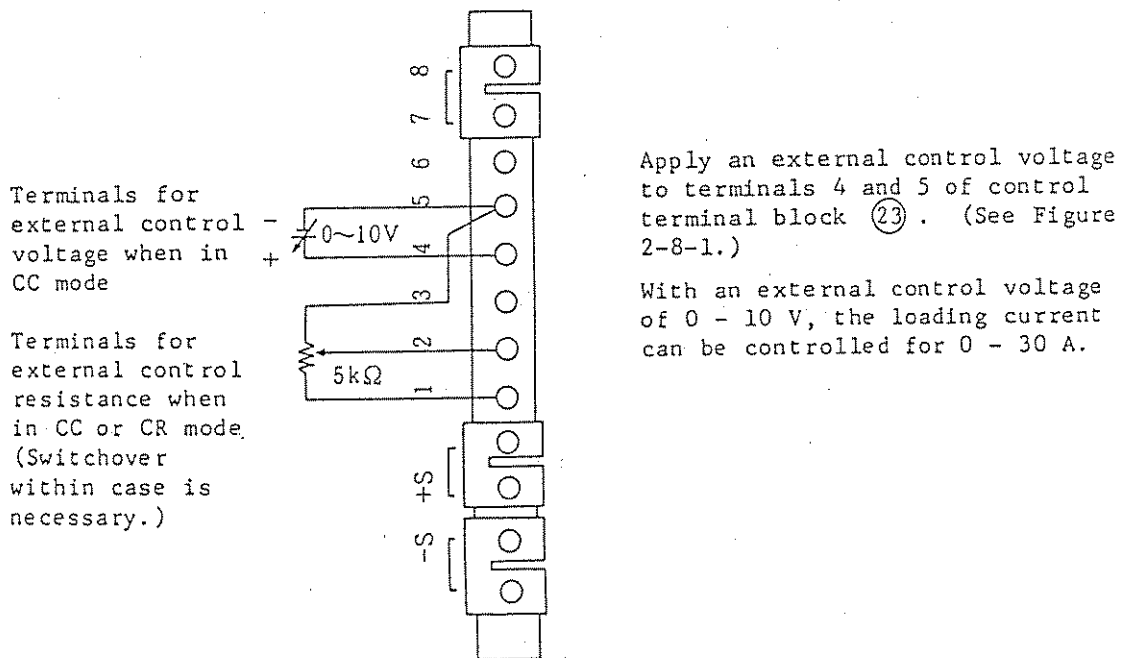 Terminals for
external control
voltage when in
CC mode
-
+
0~10V
Terminals for
external control
resistance when
in CC or CR mode.
(Switchover
within case is
necessary.)
5kΩ
8
7
6
5
4
3
2
1
+S
-S
Apply an external control voltage
to terminals 4 and 5 of control
terminal block 23. (See Figure
2-8-1.)
With an external control voltage
of 0 - 10 V, the loading current
can be controlled for 0 - 30 A.